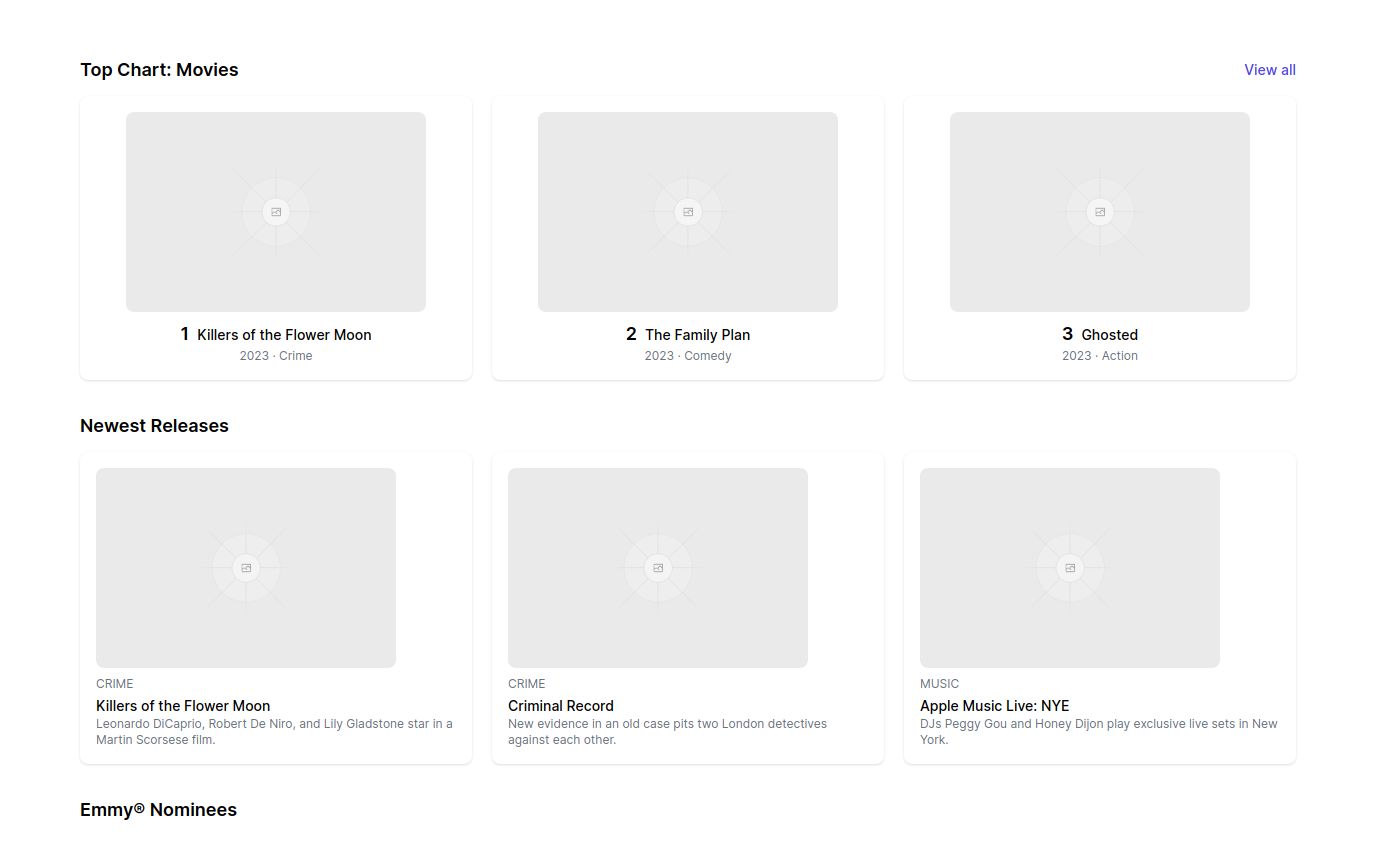 Top Chart: Movies
View all
1 Killers of the Flower Moon
2023 · Crime
2 The Family Plan
2023 · Comedy
3 Ghosted
2023 · Action
Newest Releases
CRIME
Killers of the Flower Moon
Leonardo DiCaprio, Robert De Niro, and Lily Gladstone star in a
Martin Scorsese film.
CRIME
Criminal Record
New evidence in an old case pits two London detectives
against each other.
MUSIC
Apple Music Live: NYE
DJs Peggy Gou and Honey Dijon play exclusive live sets in New
York.
Emmy® Nominees